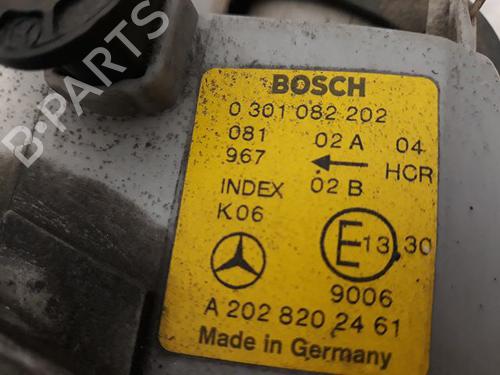 BOSCH
0 301 082 202
081 02 A 04
967 ← HCR
INDEX 02 B
K06
E 13,30
9006
A 202 820 24 61
Made in Germany